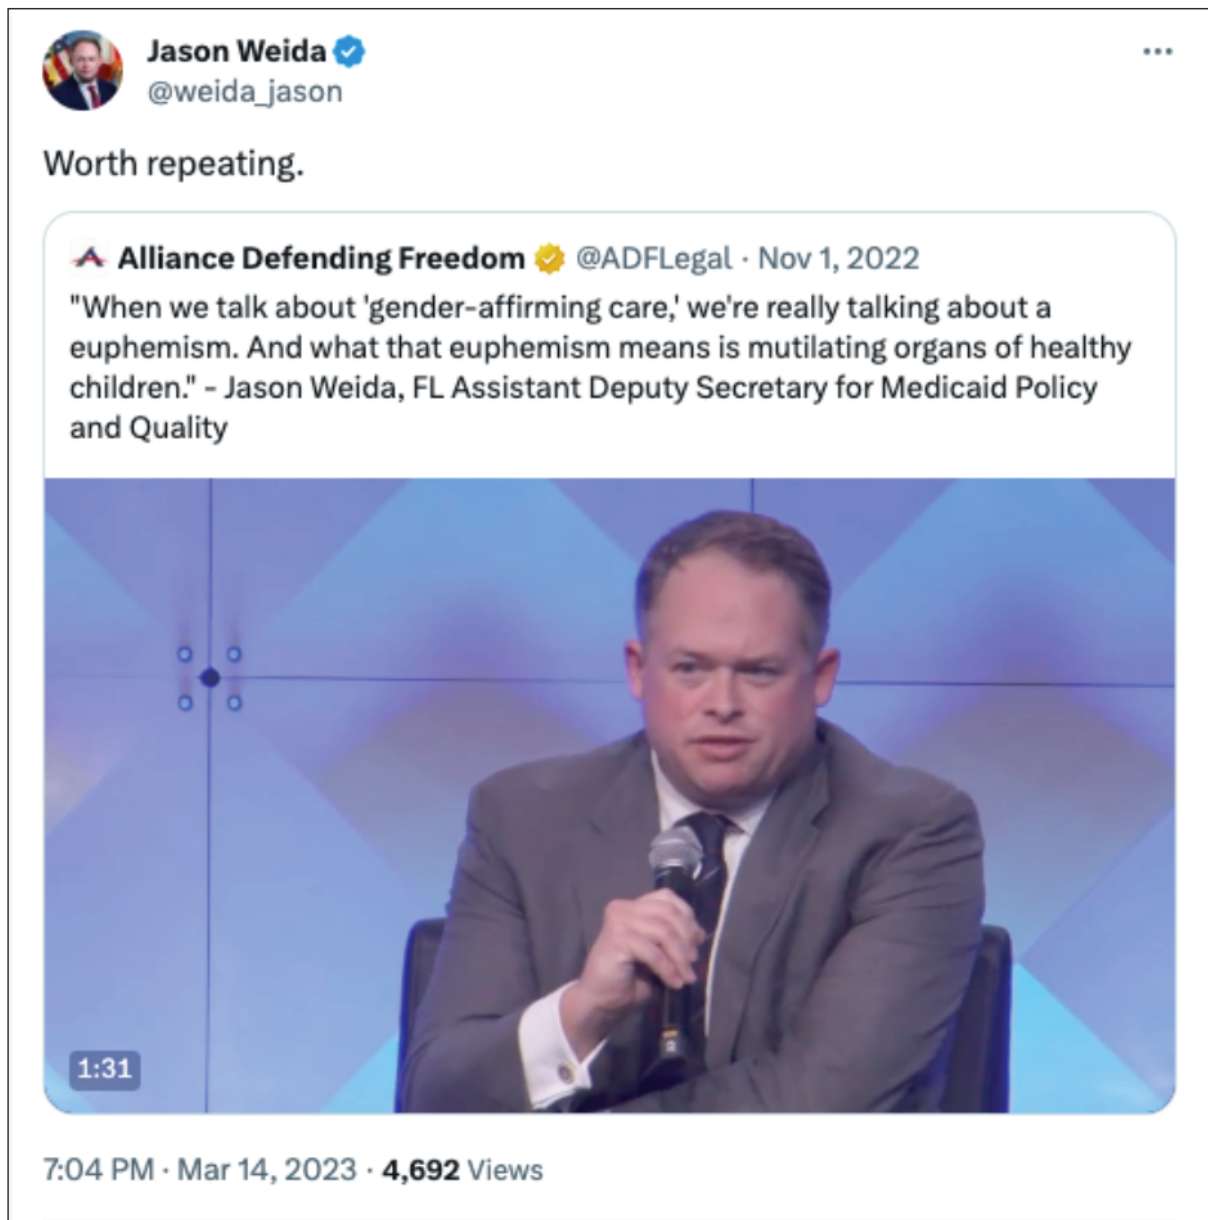 Jason Weida
@weida_jason
Worth repeating.
Alliance Defending Freedom @ADFLegal · Nov 1, 2022
"When we talk about 'gender-affirming care,' we're really talking about a
euphemism. And what that euphemism means is mutilating organs of healthy
children." - Jason Weida, FL Assistant Deputy Secretary for Medicaid Policy
and Quality
1:31
7:04 PM · Mar 14, 2023 · 4,692 Views